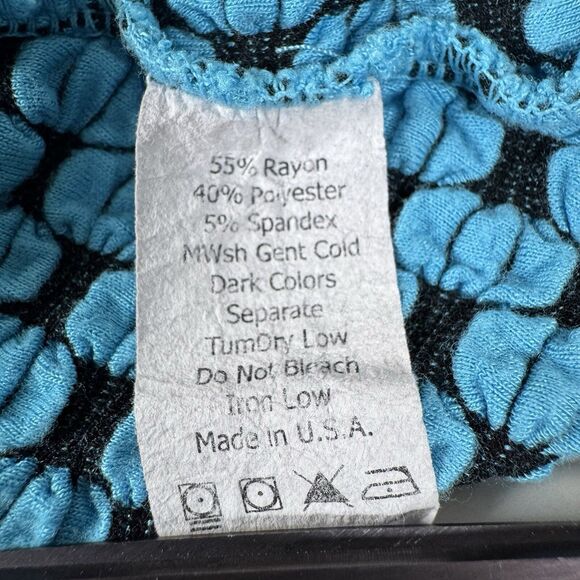 55% Rayon
40% Polyester
5% Spandex
MWsh Gent Cold
Dark Colors
Separate
TumDry Low
Do Not Bleach
Iron Low
Made in U.S.A.